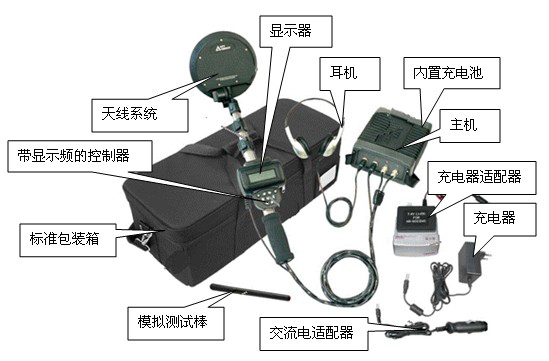 显示器
耳机
内置充电池
天线系统
主机
带显示频的控制器
充电器适配器
充电器
标准包装箱
模拟测试棒
交流电适配器